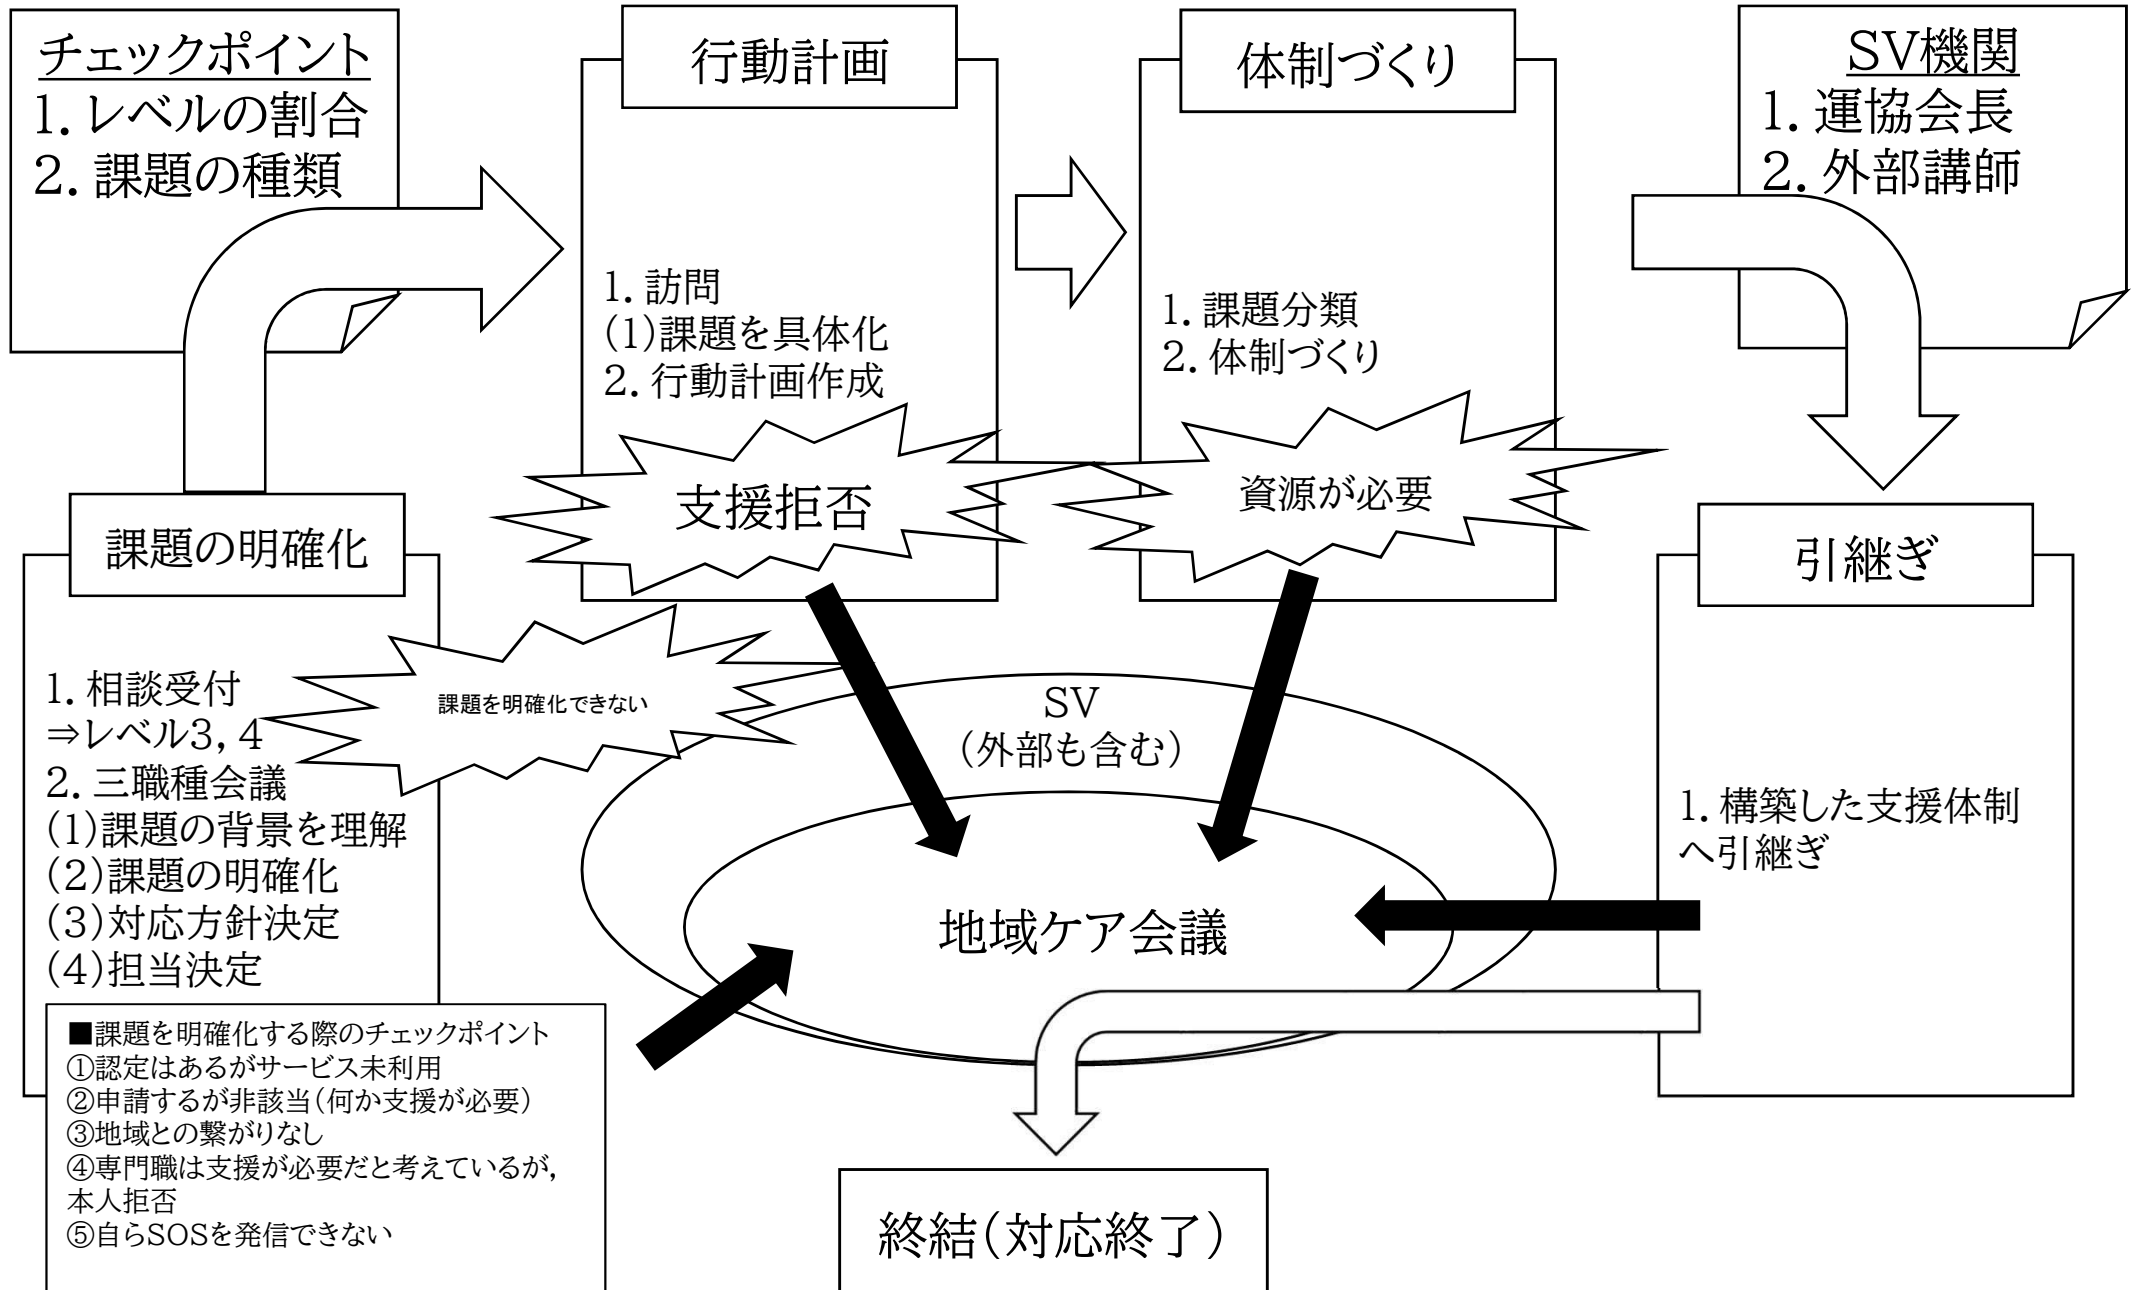 チェックポイント
1. レベルの割合
2. 課題の種類
行動計画
1. 訪問
(1)課題を具体化
2. 行動計画作成
支援拒否
体制づくり
1. 課題分類
2. 体制づくり
資源が必要
SV機関
1. 運協会長
2. 外部講師
課題の明確化
1. 相談受付
⇒レベル3, 4
2. 三職種会議
(1)課題の背景を理解
(2)課題の明確化
(3)対応方針決定
(4)担当決定
課題を明確化できない
■課題を明確化する際のチェックポイント
①認定はあるがサービス未利用
②申請するが非該当(何か支援が必要)
③地域との繋がりなし
④専門職は支援が必要だと考えているが,
本人拒否
⑤自らSOSを発信できない
SV
(外部も含む)
地域ケア会議
引継ぎ
1. 構築した支援体制
へ引継ぎ
終結(対応終了)